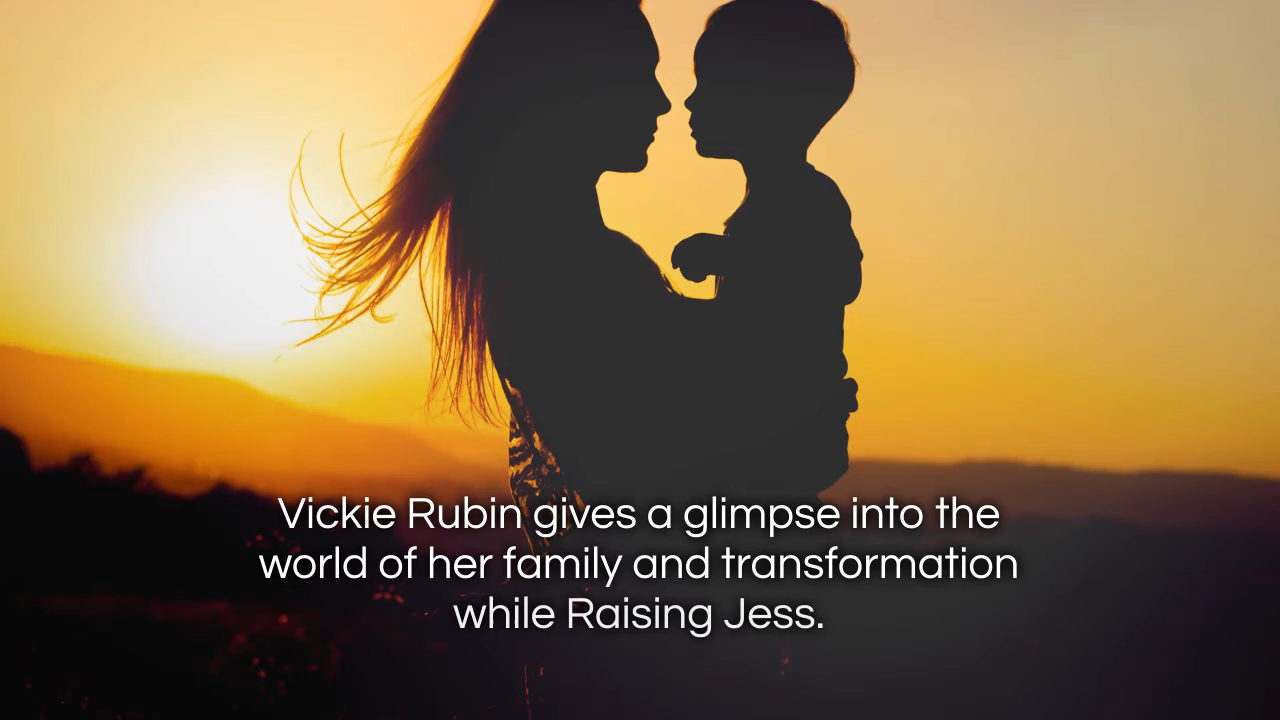 Vickie Rubin gives a glimpse into the
world of her family and transformation
while Raising Jess.